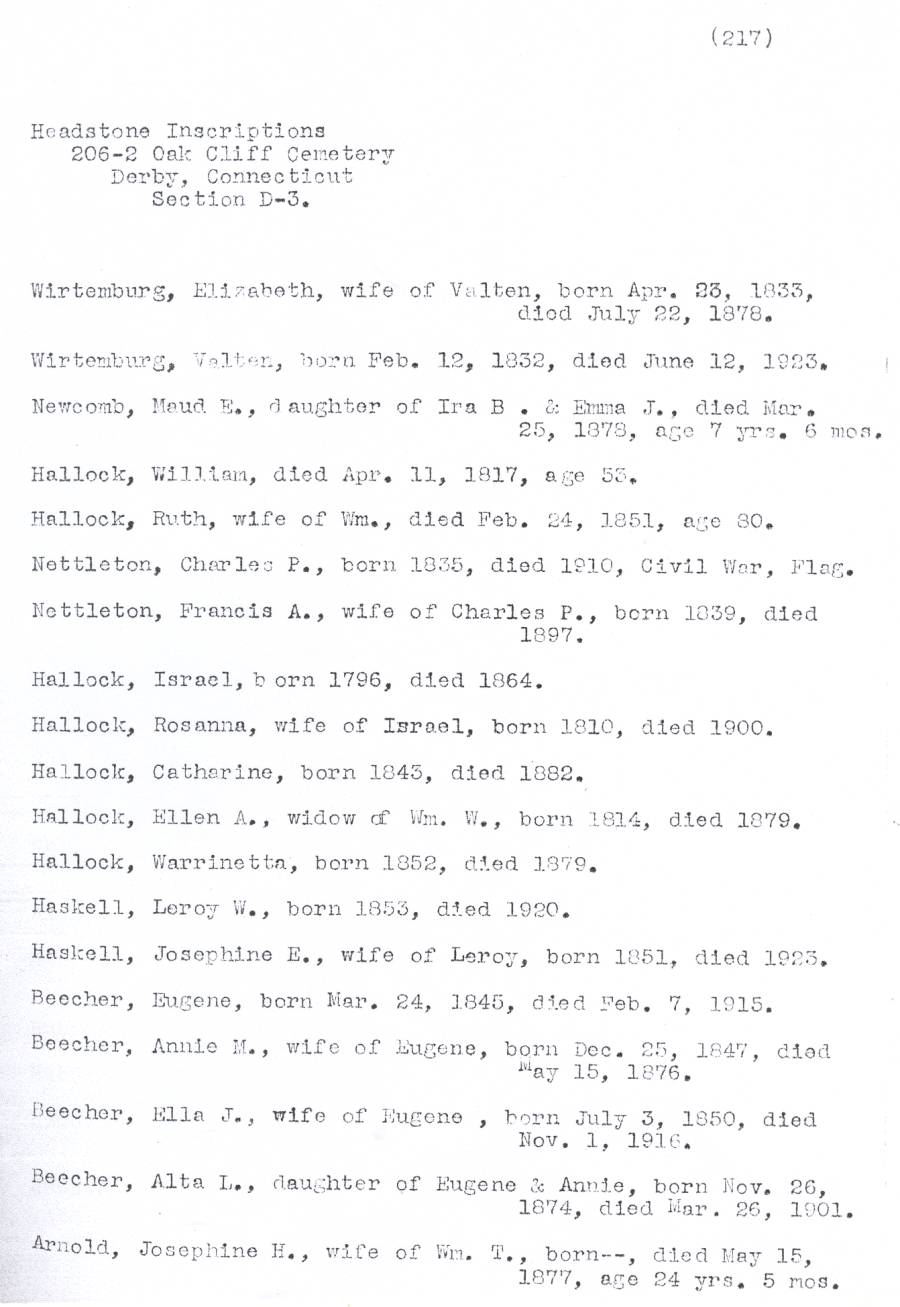 (217)
Headstone Inscriptions
206-2 Oak Cliff Cemetery
Derby, Connecticut
Section D-3.
Wirtemburg, Elizabeth, wife of Valten, born Apr. 23, 1833,
died July 22, 1878.
Wirtemburg, Valten, born Feb. 12, 1832, died June 12, 1923.
Newcomb, Maud E., daughter of Ira B . & Emma J., died Mar.
25, 1878, age 7 yrs. 6 mos.
Hallock, William, died Apr. 11, 1817, age 53.
Hallock, Ruth, wife of Wm., died Feb. 24, 1851, age 80.
Nettleton, Charles P., born 1835, died 1910, Civil War, Flag.
Nettleton, Francis A., wife of Charles P., born 1839, died
1897.
Hallock, Israel, born 1796, died 1864.
Hallock, Rosanna, wife of Israel, born 1810, died 1900.
Hallock, Catharine, born 1843, died 1882.
Hallock, Ellen A., widow of Wm. W., born 1814, died 1879.
Hallock, Warrinetta, born 1852, died 1879.
Haskell, Leroy W., born 1853, died 1920.
Haskell, Josephine E., wife of Leroy, born 1851, died 1923.
Beecher, Eugene, born Mar. 24, 1845, died Feb. 7, 1915.
Beecher, Annie M., wife of Eugene, born Dec. 25, 1847, died
May 15, 1876.
Beecher, Ella J., wife of Eugene , born July 3, 1850, died
Nov. 1, 1916.
Beecher, Alta L., daughter of Eugene & Annie, born Nov. 26,
1874, died Mar. 26, 1901.
Arnold, Josephine H., wife of Wm. T., born--, died May 15,
1877, age 24 yrs. 5 mos.